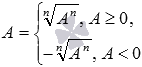 A = { ⁿ√Aⁿ, A ≥ 0,
−ⁿ√Aⁿ, A < 0